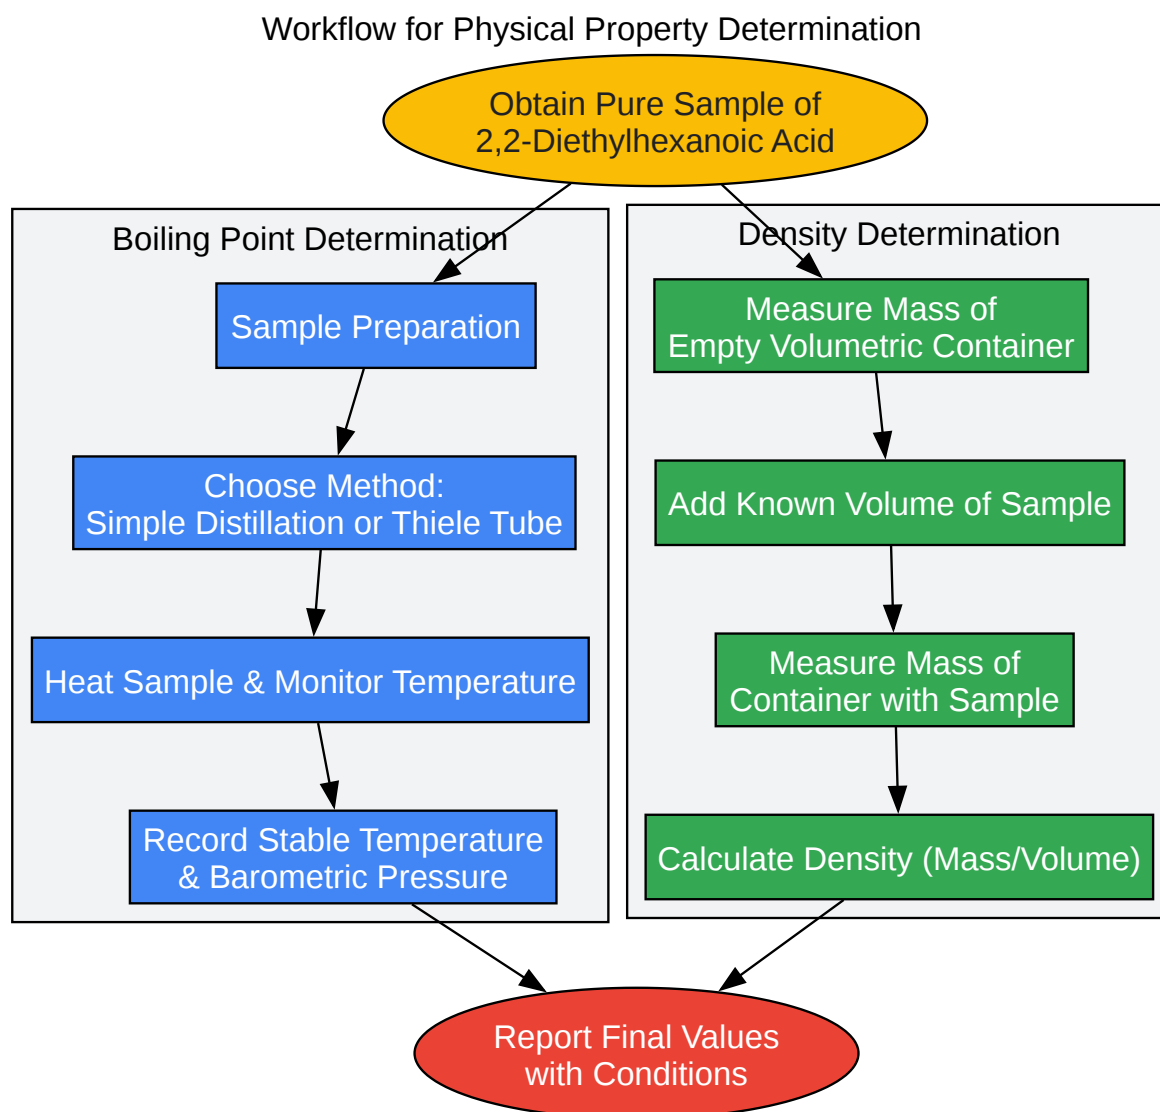 Workflow for Physical Property Determination
Obtain Pure Sample of
2,2-Diethylhexanoic Acid
Boiling Point Determination
Sample Preparation
Choose Method:
Simple Distillation or Thiele Tube
Heat Sample & Monitor Temperature
Record Stable Temperature
& Barometric Pressure
Density Determination
Measure Mass of
Empty Volumetric Container
Add Known Volume of Sample
Measure Mass of
Container with Sample
Calculate Density (Mass/Volume)
Report Final Values
with Conditions